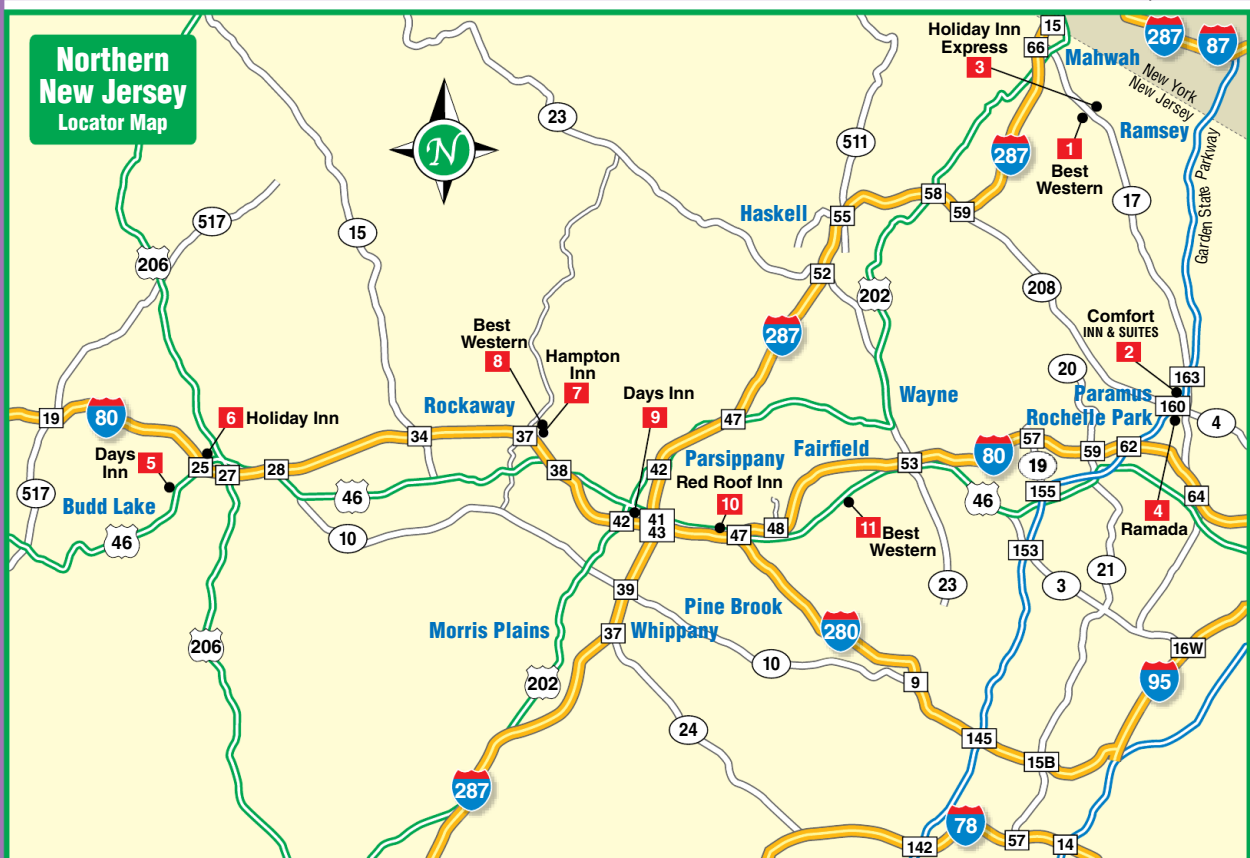 Northern
New Jersey
Locator Map
N
Holiday Inn
Express
3
15
66
Mahwah
287
87
New York
New Jersey
Ramsey
1
Best
Western
Garden State Parkway
23
511
287
517
15
206
Haskell
55
58
59
17
52
202
208
287
Comfort
INN & SUITES
2
Best
Western
8
Hampton
Inn
7
Days Inn
9
20
163
Paramus
160
Rochelle Park
4
Wayne
19
80
6
Holiday Inn
Rockaway
34
37
47
Fairfield
57
59
62
80
Days
Inn
5
25
27
28
38
42
Parsippany
Red Roof Inn
10
53
19
155
46
64
517
Budd Lake
46
46
10
42
41
43
47
48
11
Best
Western
4
Ramada
153
3
21
23
39
Pine Brook
280
Morris Plains
37
Whippany
206
202
10
9
16W
95
24
145
15B
287
78
142
57
14